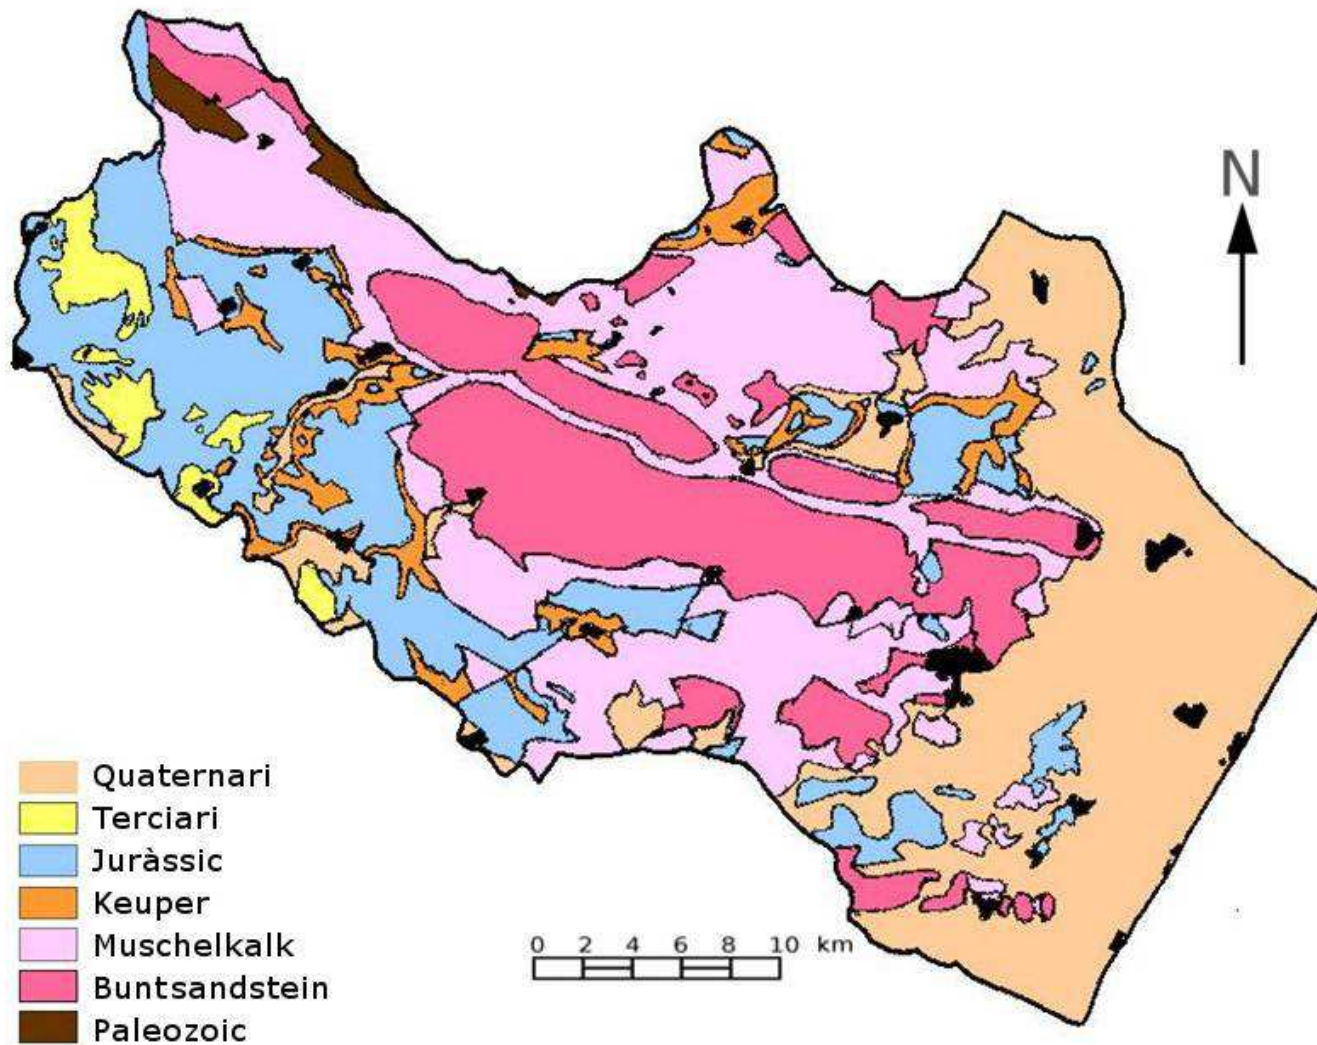 N
Quaternari
Terciari
Juràssic
Keuper
Muschelkalk
Buntsandstein
Paleozoic
0 2 4 6 8 10 km